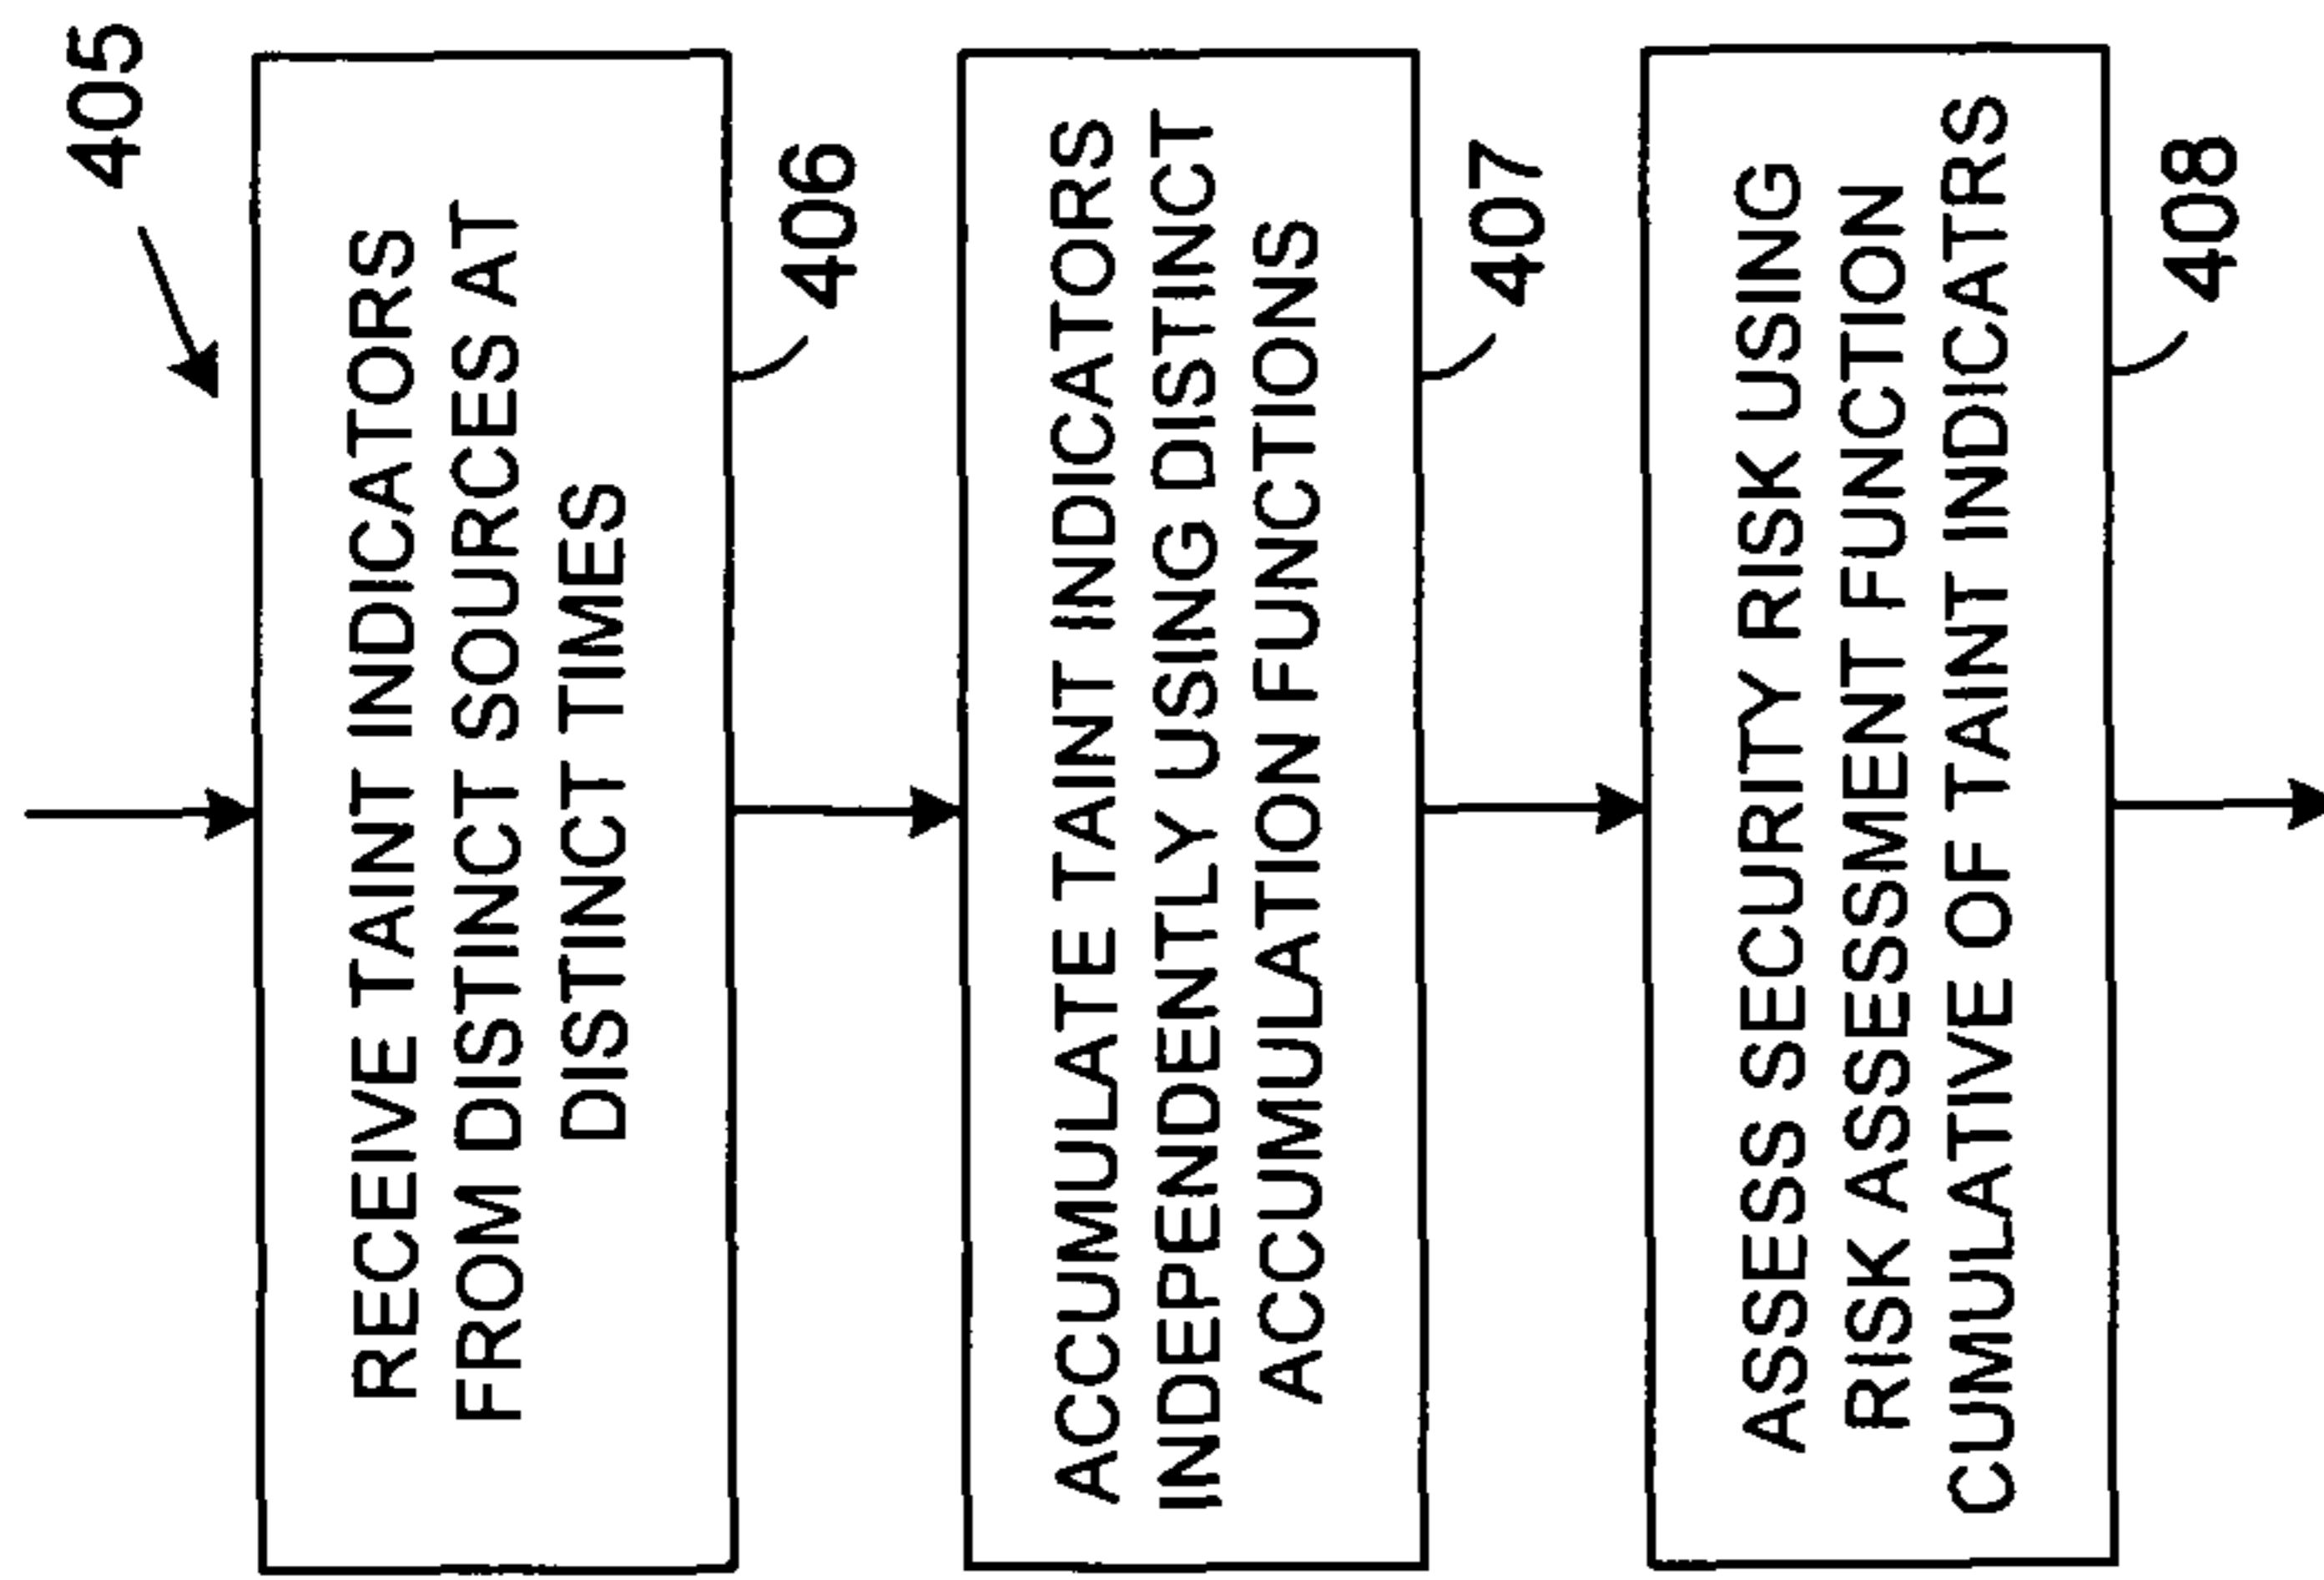 405
RECEIVE TAINT INDICATORS
FROM DISTINCT SOURCES AT
DISTINCT TIMES
406
ACCUMULATE TAINT INDICATORS
INDEPENDENTLY USING DISTINCT
ACCUMULATION FUNCTIONS
407
ASSESS SECURITY RISK USING
RISK ASSESSMENT FUNCTION
CUMULATIVE OF TAINT INDICATORS
408